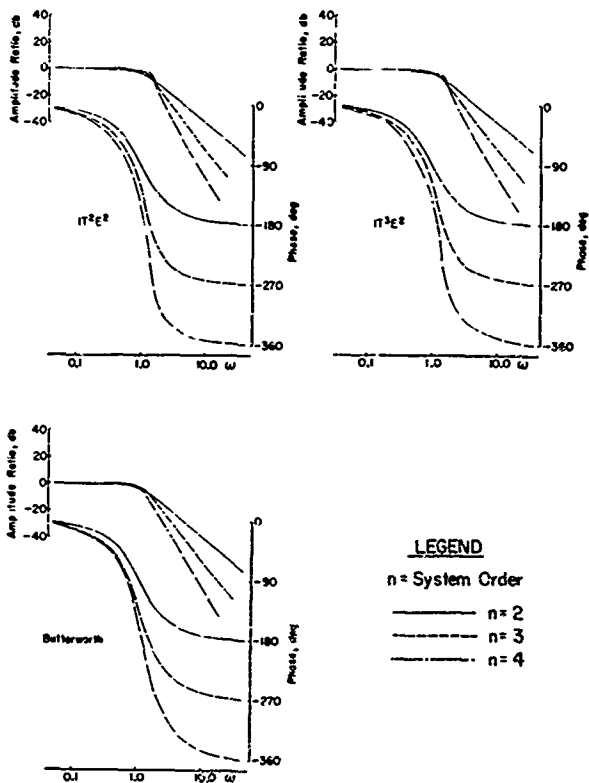 Amplitude Ratio, db
40
20
0
-20
-40
0
-90
-180
-270
-360
Phase, deg
IT²E²
0.1 1.0 10.0 ω
Amplitude Ratio, db
40
20
0
-20
-40
0
-90
-180
-270
-360
Phase, deg
IT³E²
0.1 1.0 10.0 ω
Amplitude Ratio, db
40
20
0
-20
-40
0
-90
-180
-270
-360
Phase, deg
Butterworth
0.1 1.0 10.0 ω
LEGEND
n = System Order
n = 2
n = 3
n = 4